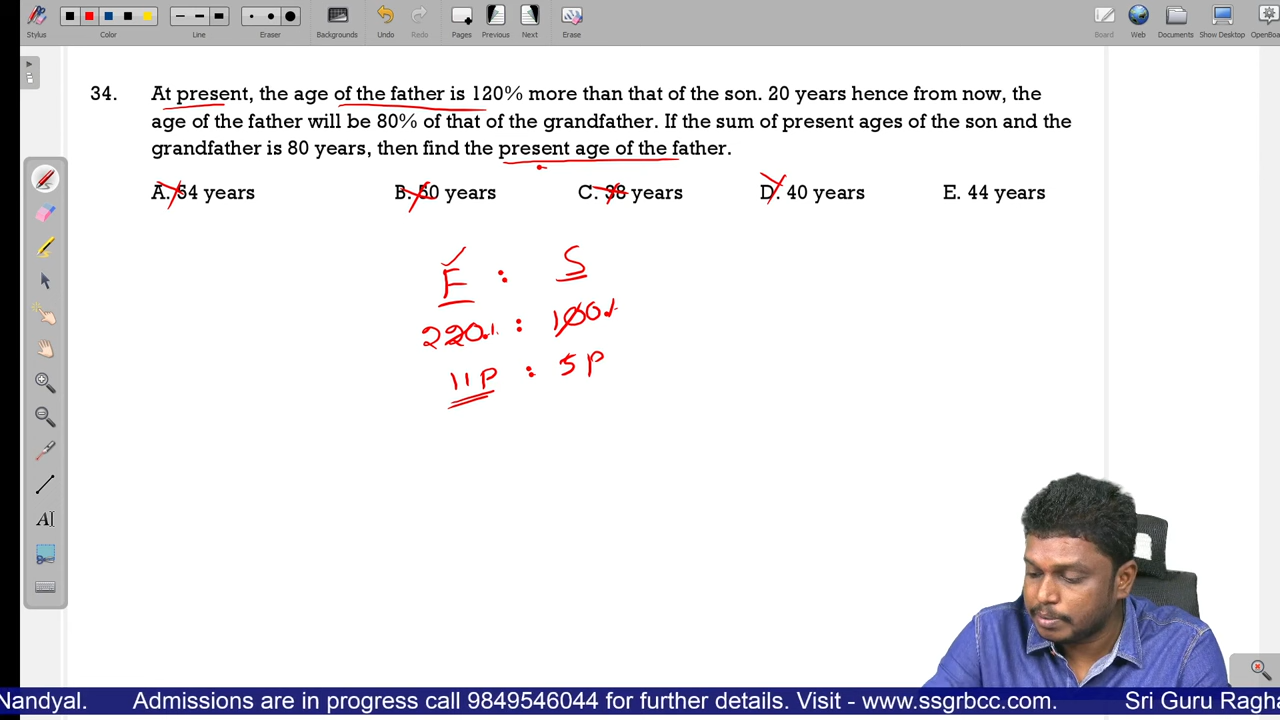 Stylus Color Line Eraser Backgrounds Undo Redo Pages Previous Next Erase Board Web Documents Show Desktop OpenBoa
34. At present, the age of the father is 120% more than that of the son. 20 years hence from now, the
age of the father will be 80% of that of the grandfather. If the sum of present ages of the son and the
grandfather is 80 years, then find the present age of the father.
A. 54 years B. 50 years C. 38 years D. 40 years E. 44 years
F : S
220% : 100%
11P : 5P
AI
Nandyal. Admissions are in progress call 9849546044 for further details. Visit - www.ssgrbcc.com. Sri Guru Ragha